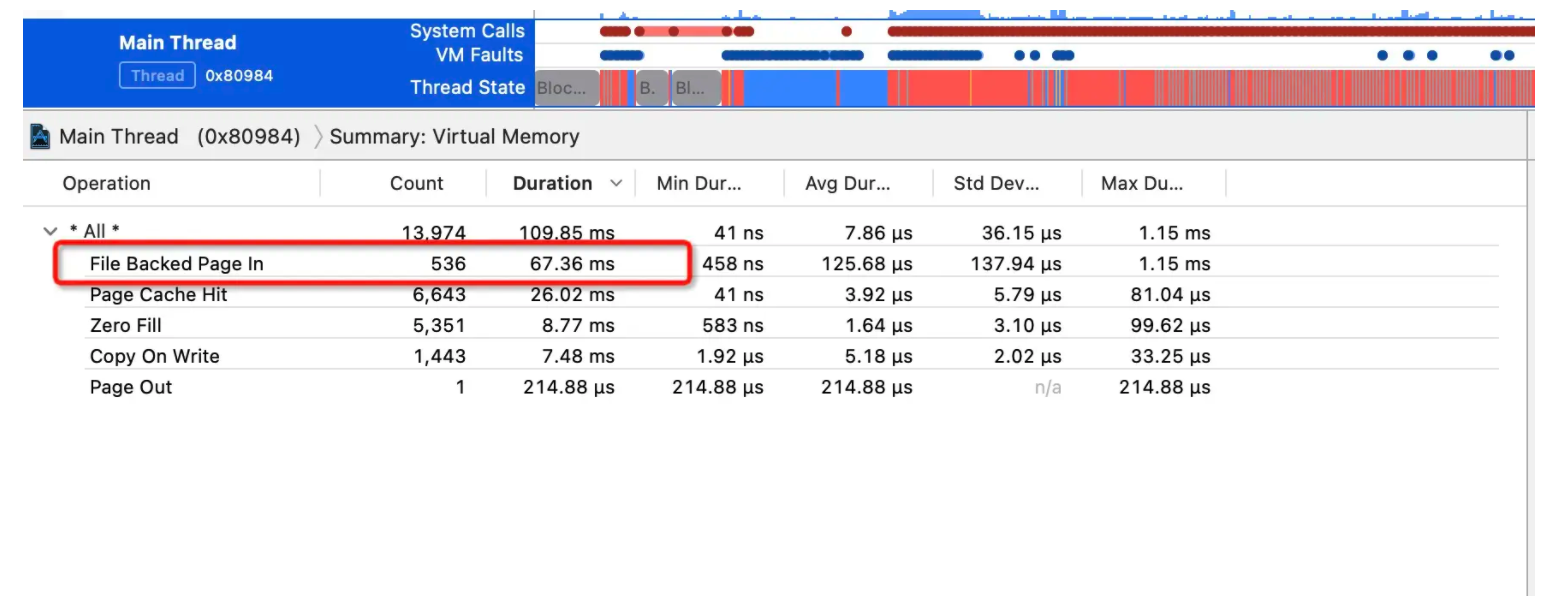 System Calls
Main Thread
VM Faults
Thread 0x80984
Thread State Bloc... B. Bl...
Main Thread (0x80984) Summary: Virtual Memory
Operation Count Duration Min Dur... Avg Dur... Std Dev... Max Du...
* All * 13,974 109.85 ms 41 ns 7.86 µs 36.15 µs 1.15 ms
File Backed Page In 536 67.36 ms 458 ns 125.68 µs 137.94 µs 1.15 ms
Page Cache Hit 6,643 26.02 ms 41 ns 3.92 µs 5.79 µs 81.04 µs
Zero Fill 5,351 8.77 ms 583 ns 1.64 µs 3.10 µs 99.62 µs
Copy On Write 1,443 7.48 ms 1.92 µs 5.18 µs 2.02 µs 33.25 µs
Page Out 1 214.88 µs 214.88 µs 214.88 µs n/a 214.88 µs